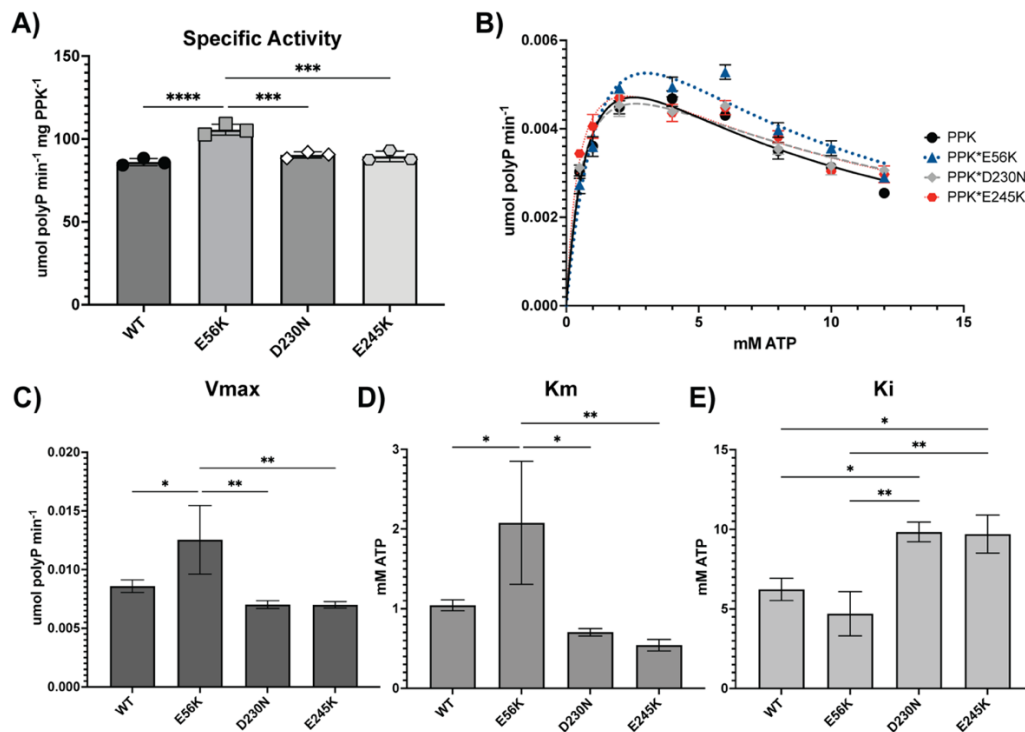 A)
Specific Activity
umol polyP min-1 mg PPK-1
150
100
50
0
****
***
***
WT
E56K
D230N
E245K
B)
umol polyP min-1
0.006
0.004
0.002
0.000
0
5
10
15
mM ATP
PPK
PPK*E56K
PPK*D230N
PPK*E245K
C)
Vmax
umol polyP min-1
0.020
0.015
0.010
0.005
0.000
*
**
**
WT
E56K
D230N
E245K
D)
Km
mM ATP
3
2
1
0
*
*
**
WT
E56K
D230N
E245K
E)
Ki
mM ATP
15
10
5
0
*
**
*
**
WT
E56K
D230N
E245K